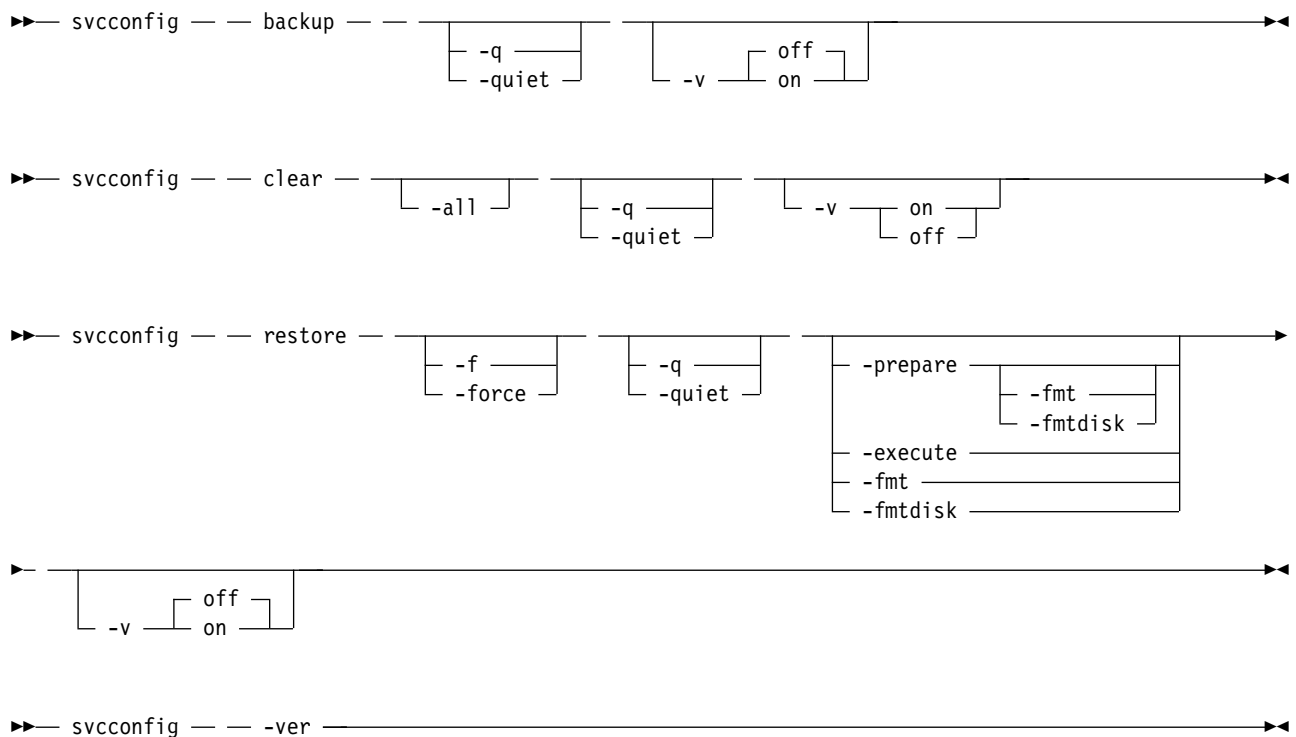 svcconfig backup
-q
-quiet
-v off
on
svcconfig clear
-all
-q
-quiet
-v on
off
svcconfig restore
-f
-force
-q
-quiet
-prepare
-fmt
-fmtdisk
-execute
-fmt
-fmtdisk
-v off
on
svcconfig -ver